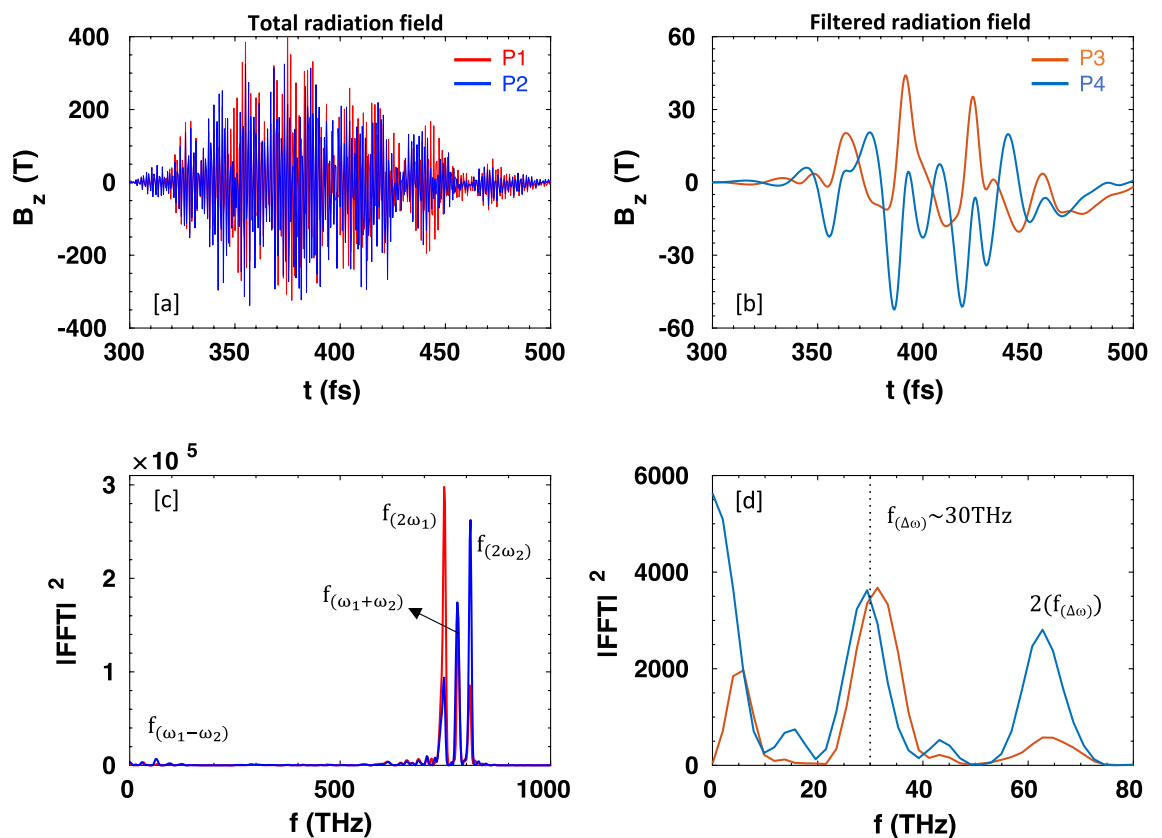 Total radiation field
400
200
0
-200
-400
B_z (T)
P1
P2
[a]
300
350
400
450
500
t (fs)
Filtered radiation field
60
30
0
-30
-60
B_z (T)
P3
P4
[b]
300
350
400
450
500
t (fs)
×10 5
3
2
1
0
|FFT| 2
[c]
f(2ω₁)
f(2ω₂)
f(ω₁+ω₂)
f(ω₁−ω₂)
0
500
1000
f (THz)
6000
4000
2000
0
|FFT| 2
[d]
f(Δω)~30THz
2(f(Δω))
0
20
40
60
80
f (THz)